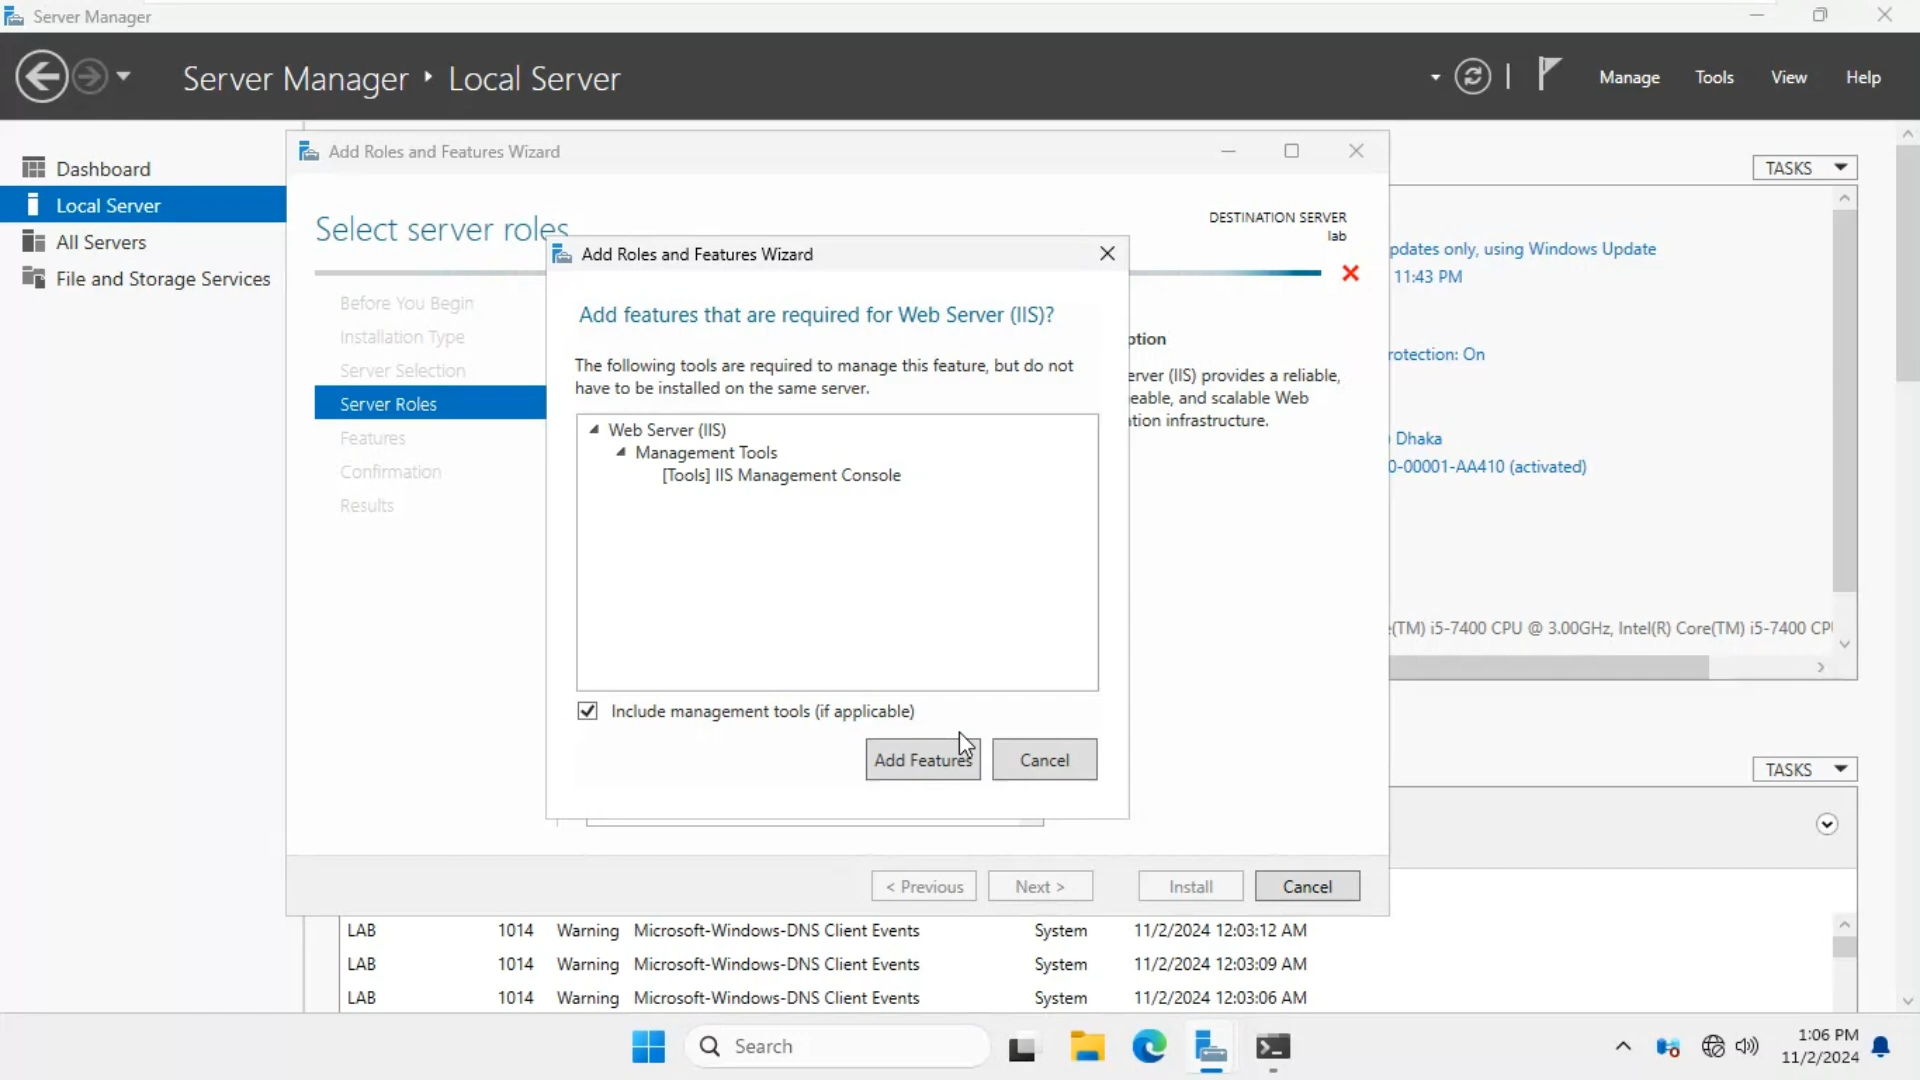 Server Manager
Server Manager ‣ Local Server
Manage
Tools
View
Help
Dashboard
Local Server
All Servers
File and Storage Services
TASKS
pdates only, using Windows Update
11:43 PM
rotection: On
Dhaka
0-00001-AA410 (activated)
(TM) i5-7400 CPU @ 3.00GHz, Intel(R) Core(TM) i5-7400 CP
Add Roles and Features Wizard
Select server roles
DESTINATION SERVER
lab
Before You Begin
Installation Type
Server Selection
Server Roles
Features
Confirmation
Results
ption
erver (IIS) provides a reliable,
eable, and scalable Web
tion infrastructure.
Add Roles and Features Wizard
Add features that are required for Web Server (IIS)?
The following tools are required to manage this feature, but do not
have to be installed on the same server.
Web Server (IIS)
Management Tools
[Tools] IIS Management Console
Include management tools (if applicable)
Add Features
Cancel
< Previous
Next >
Install
Cancel
TASKS
LAB 1014 Warning Microsoft-Windows-DNS Client Events System 11/2/2024 12:03:12 AM
LAB 1014 Warning Microsoft-Windows-DNS Client Events System 11/2/2024 12:03:09 AM
LAB 1014 Warning Microsoft-Windows-DNS Client Events System 11/2/2024 12:03:06 AM
Search
1:06 PM
11/2/2024